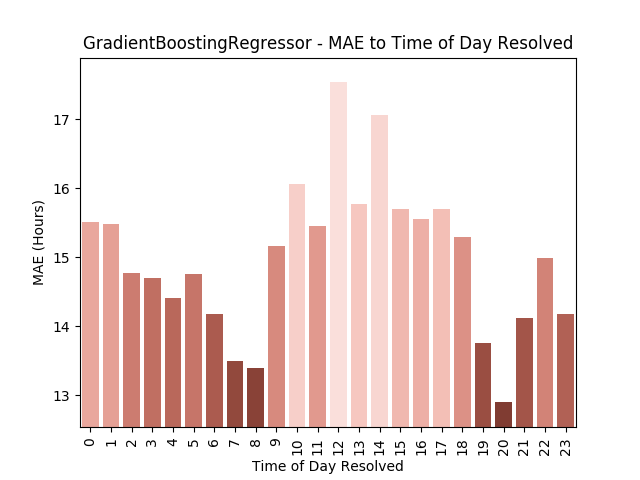 GradientBoostingRegressor - MAE to Time of Day Resolved
17
16
15
14
13
MAE (Hours)
0 1 2 3 4 5 6 7 8 9 10 11 12 13 14 15 16 17 18 19 20 21 22 23
Time of Day Resolved